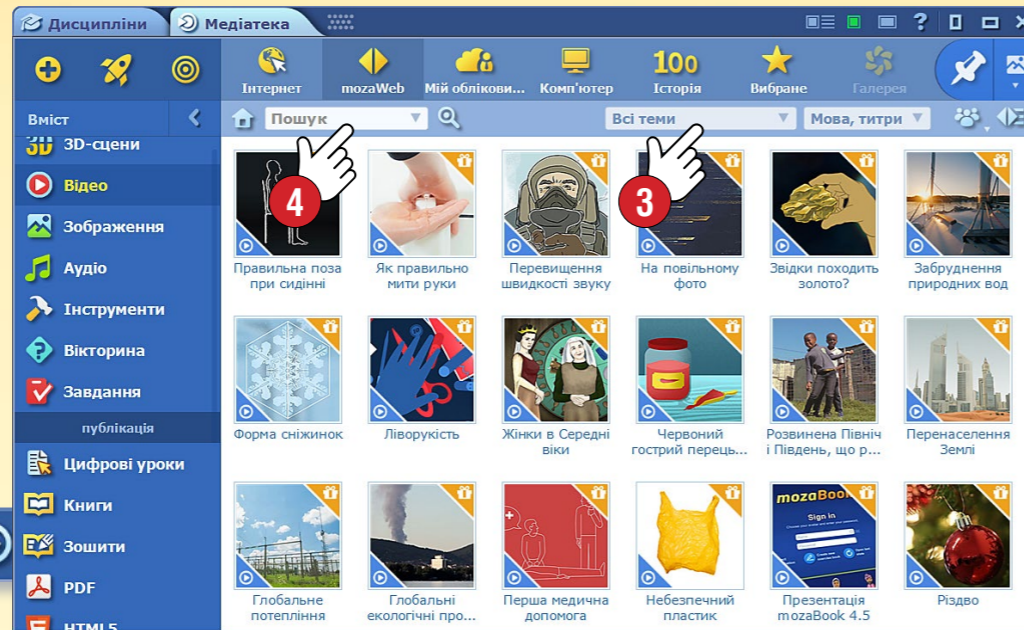 Дисципліни
Медіатека
?
Інтернет
mozaWeb
Мій облікови...
Комп'ютер
100
Історія
Вибране
Галерея
Вміст
Пошук
Всі теми
Мова, титри
3D
3D-сцени
Відео
Зображення
Аудіо
Інструменти
Вікторина
Завдання
публікація
Цифрові уроки
Книги
Зошити
PDF
HTML5
4
3
Правильна поза
при сидінні
Як правильно
мити руки
Перевищення
швидкості звуку
На повільному
фото
Звідки походить
золото?
Забруднення
природних вод
Форма сніжинок
Ліворукість
Жінки в Середні
віки
Червоний
гострий перець...
Розвинена Північ
і Південь, що р...
Перенаселення
Землі
mozaBook
Sign in
Глобальне
потепління
Глобальні
екологічні про...
Перша медична
допомога
Небезпечний
пластик
Презентація
mozaBook 4.5
Різдво